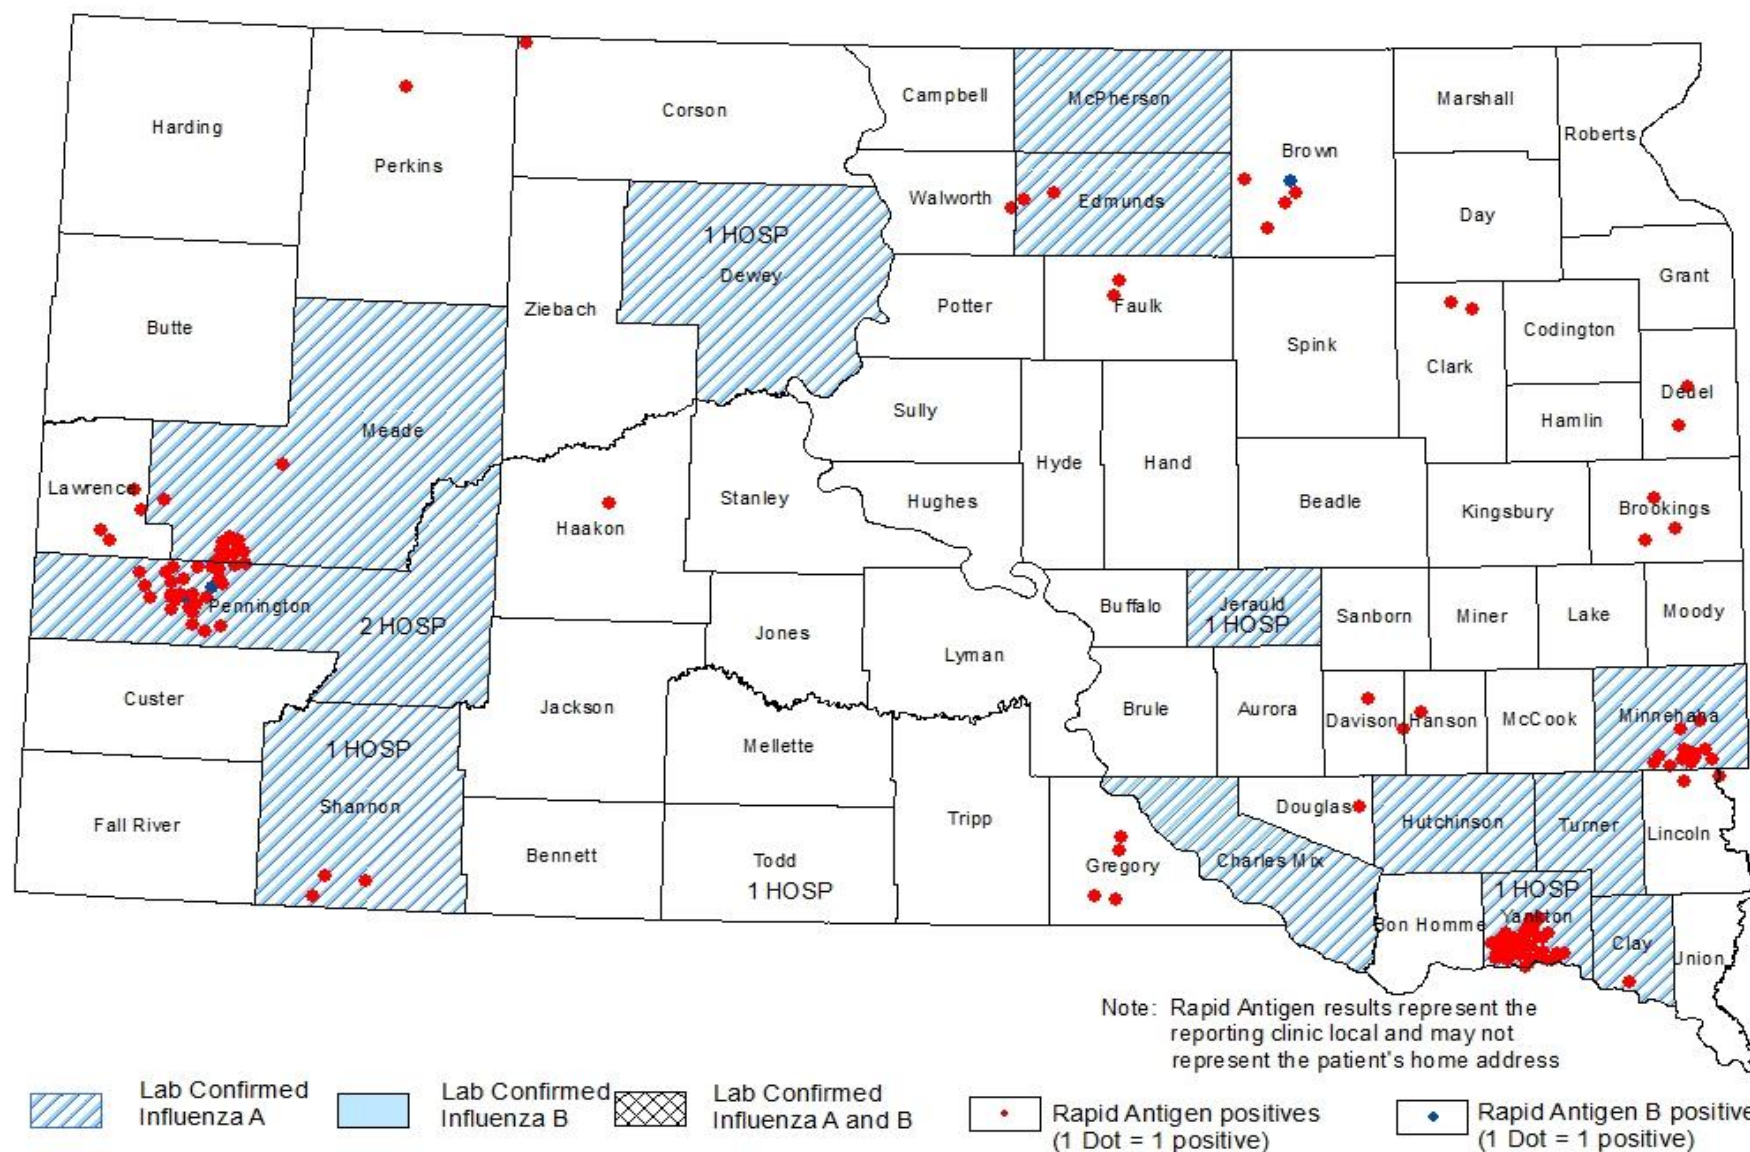 Harding
Perkins
Corson
Campbell
McPherson
Marshall
Roberts
Brown
Walworth
Edmunds
Day
1 HOSP
Dewey
Grant
Butte
Ziebach
Potter
Faulk
Spink
Codington
Clark
Deuel
Hamlin
Meade
Sully
Hyde
Hand
Lawrence
Stanley
Hughes
Beadle
Kingsbury
Brookings
Haakon
Pennington
2 HOSP
Jones
Lyman
Buffalo
Jerauld
1 HOSP
Sanborn
Miner
Lake
Moody
Custer
Jackson
Mellette
Brule
Aurora
Davison
Hanson
McCook
Minnehaha
1 HOSP
Shannon
Fall River
Bennett
Todd
1 HOSP
Tripp
Gregory
Douglas
Charles Mix
Hutchinson
Turner
Lincoln
1 HOSP
Yankton
Bon Homme
Clay
Union
Note: Rapid Antigen results represent the
reporting clinic local and may not
represent the patient's home address
Lab Confirmed
Influenza A
Lab Confirmed
Influenza B
Lab Confirmed
Influenza A and B
Rapid Antigen positives
(1 Dot = 1 positive)
Rapid Antigen B positive
(1 Dot = 1 positive)